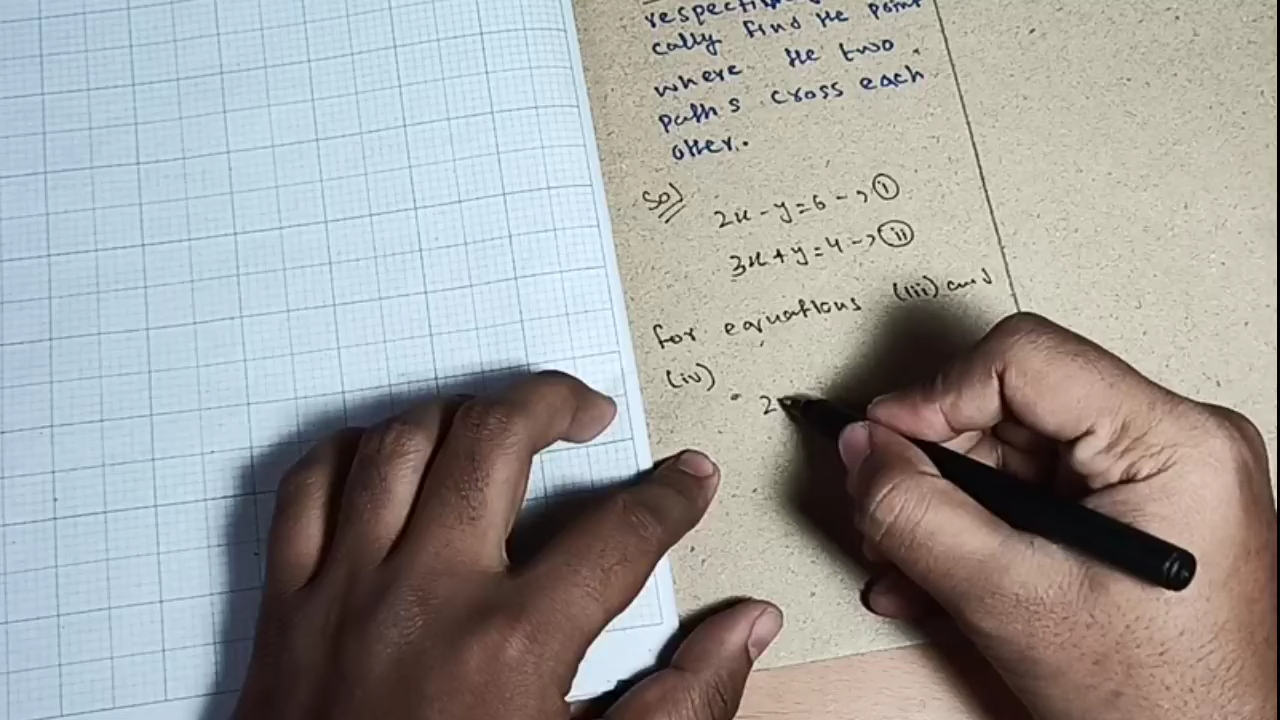 cally find the point
where the two
paths cross each
other.
Sol
2x - y = 6 -> (i)
3x + y = 4 -> (ii)
for equations (iii) and
(iv)
2